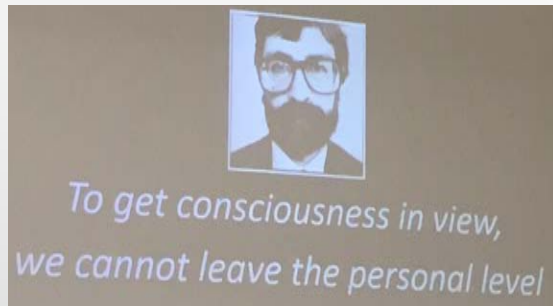 To get consciousness in view,
we cannot leave the personal level